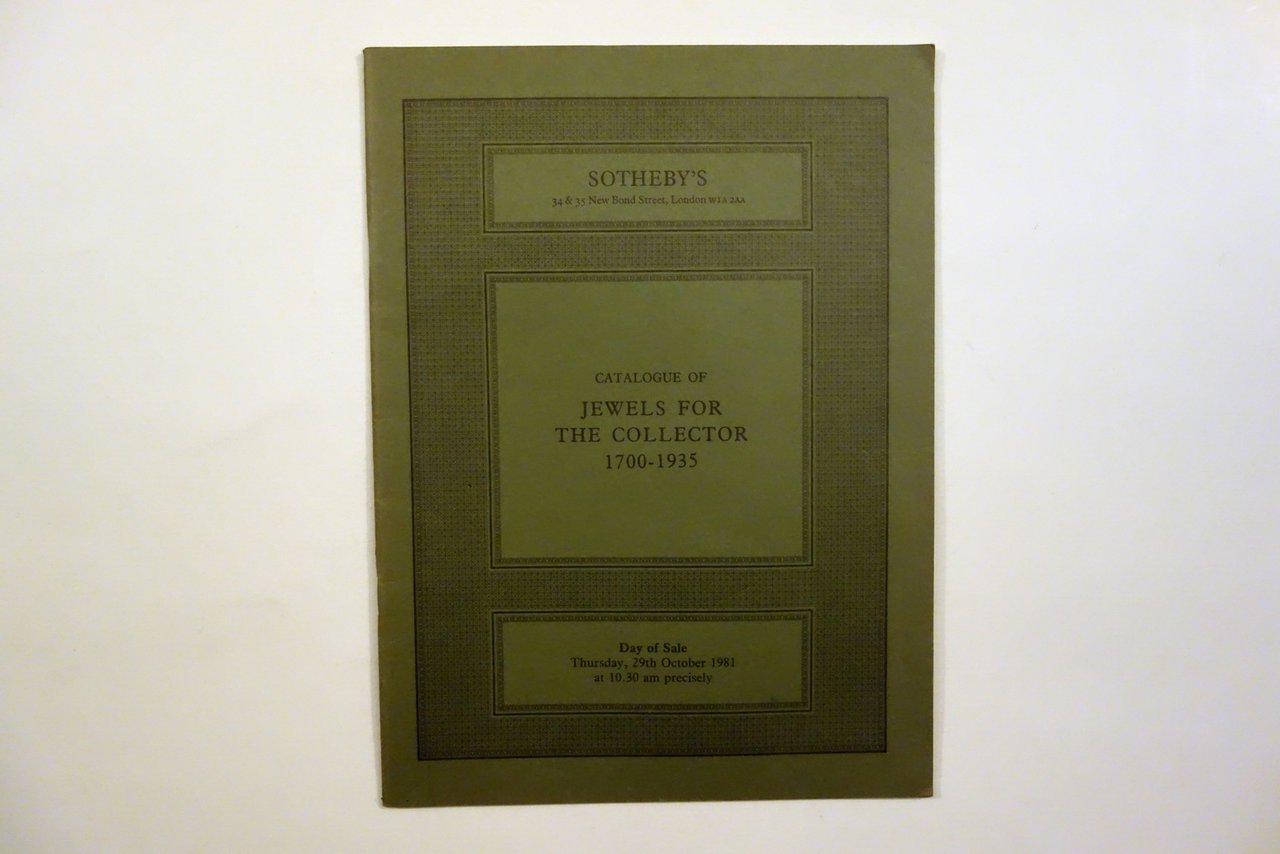 SOTHEBY'S
34 & 35 New Bond Street, London W1A 2AA
CATALOGUE OF
JEWELS FOR
THE COLLECTOR
1700-1935
Day of Sale
Thursday, 29th October 1981
at 10.30 am precisely